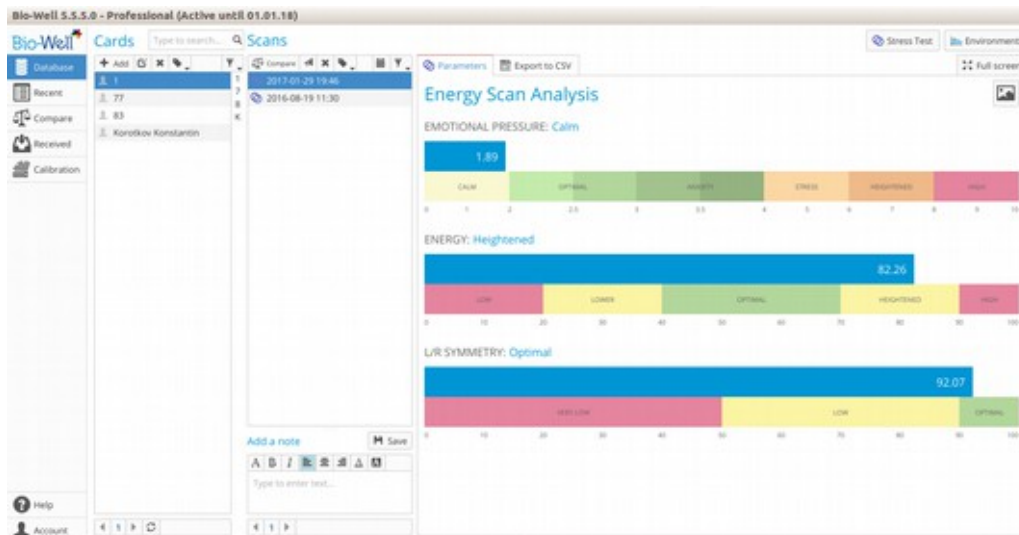 Bio-Well 5.5.5.0 - Professional (Active until 01.01.18)
Bio-Well
Database
Recent
Compare
Received
Calibration
Help
Account
Cards
Type to search...
Add
1
77
83
Korotkov Konstantin
1
7
8
K
1
Scans
Compare
2017-01-29 19:46
2016-08-19 11:30
Add a note
Save
A B I
Type to enter text...
1
Stress Test
Environment
Parameters
Export to CSV
Full screen
Energy Scan Analysis
EMOTIONAL PRESSURE: Calm
1.89
CALM OPTIMAL ANXIETY STRESS HEIGHTENED HIGH
0 1 2 2.5 3 3.5 4 5 6 7 8 9 10
ENERGY: Heightened
82.26
LOW LOWER OPTIMAL HEIGHTENED HIGH
0 10 20 30 40 50 60 70 80 90 100
L/R SYMMETRY: Optimal
92.07
VERY LOW LOW OPTIMAL
0 10 20 30 40 50 60 70 80 90 100